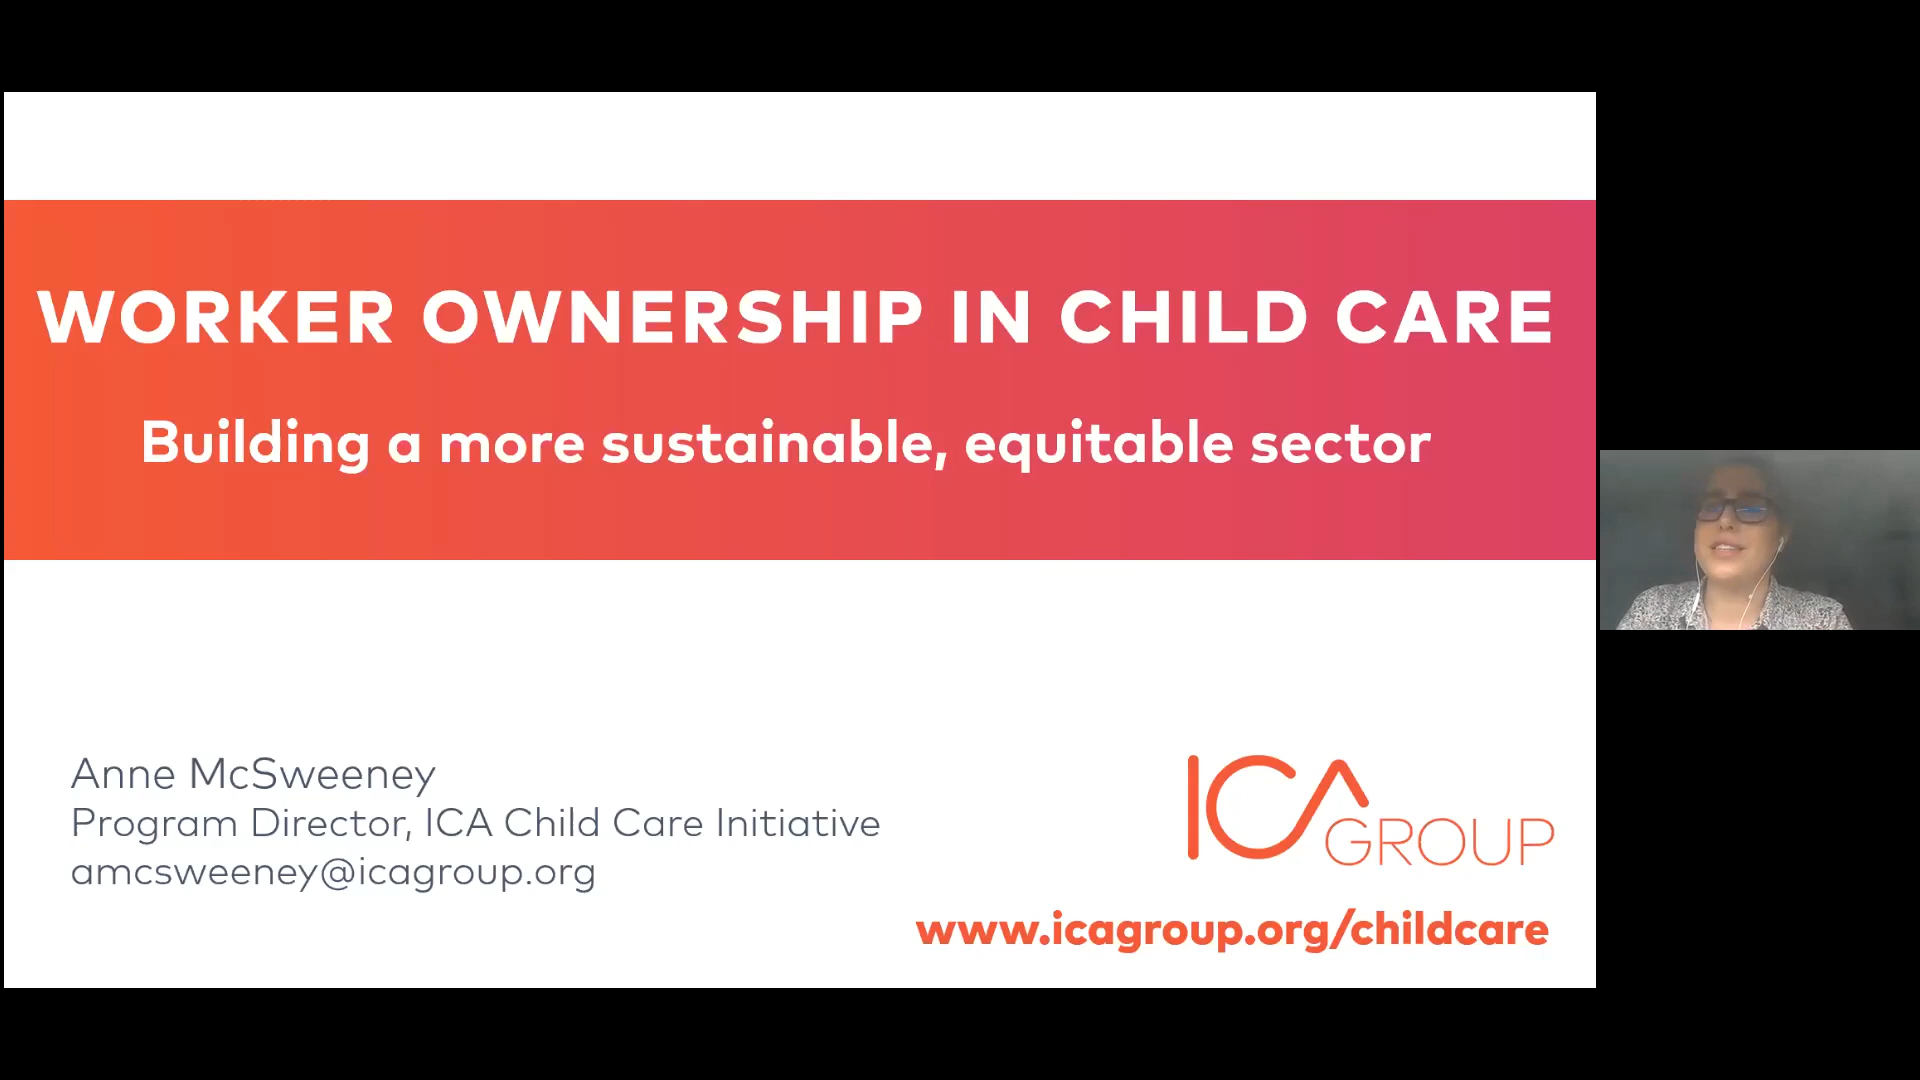 WORKER OWNERSHIP IN CHILD CARE
Building a more sustainable, equitable sector
Anne McSweeney
Program Director, ICA Child Care Initiative
amcsweeney@icagroup.org
ICA GROUP
www.icagroup.org/childcare